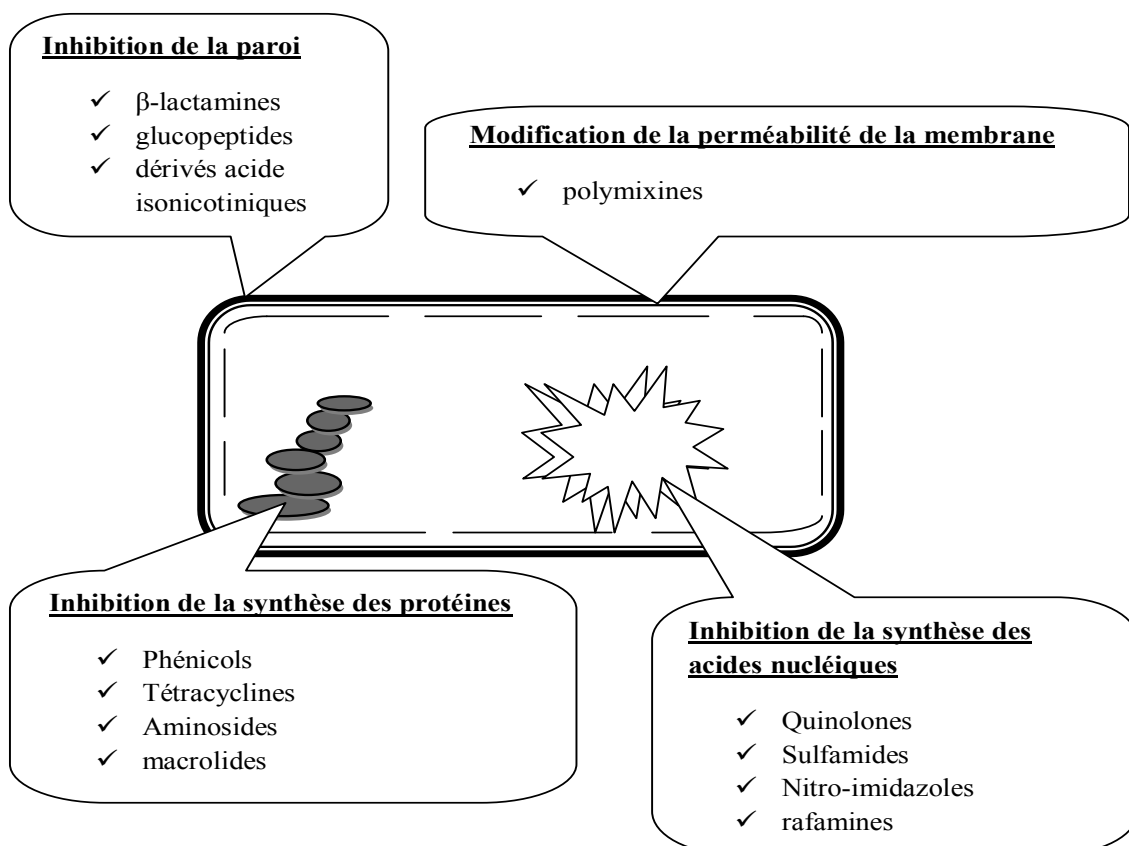 Inhibition de la paroi
✓ β-lactamines
✓ glucopeptides
✓ dérivés acide
isonicotiniques
Modification de la perméabilité de la membrane
✓ polymixines
Inhibition de la synthèse des protéines
✓ Phénicols
✓ Tétracyclines
✓ Aminosides
✓ macrolides
Inhibition de la synthèse des
acides nucléiques
✓ Quinolones
✓ Sulfamides
✓ Nitro-imidazoles
✓ rafamines